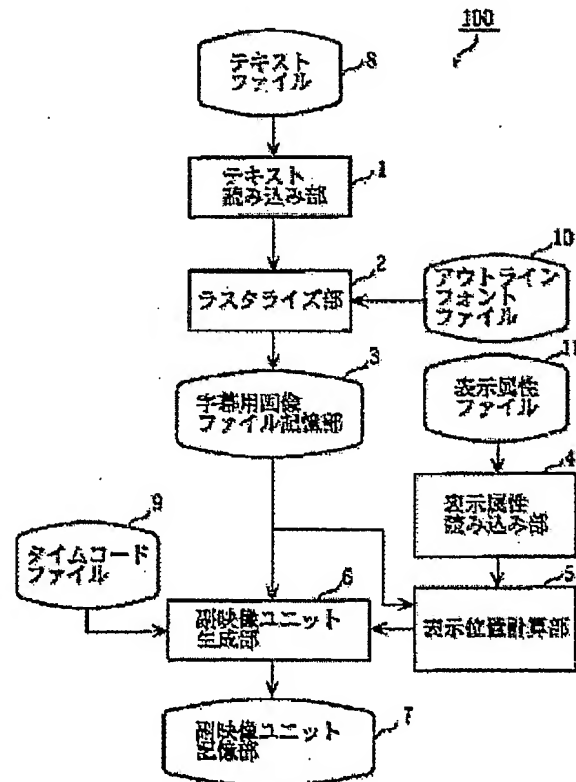 100
テキスト
ファイル
8
テキスト
読み込み部
1
ラスタライズ部
2
アウトライン
フォント
ファイル
10
字幕用画像
ファイル記憶部
3
表示属性
ファイル
11
表示属性
読み込み部
4
タイムコード
ファイル
9
副映像ユニット
生成部
6
表示位置計算部
5
副映像ユニット
記憶部
7